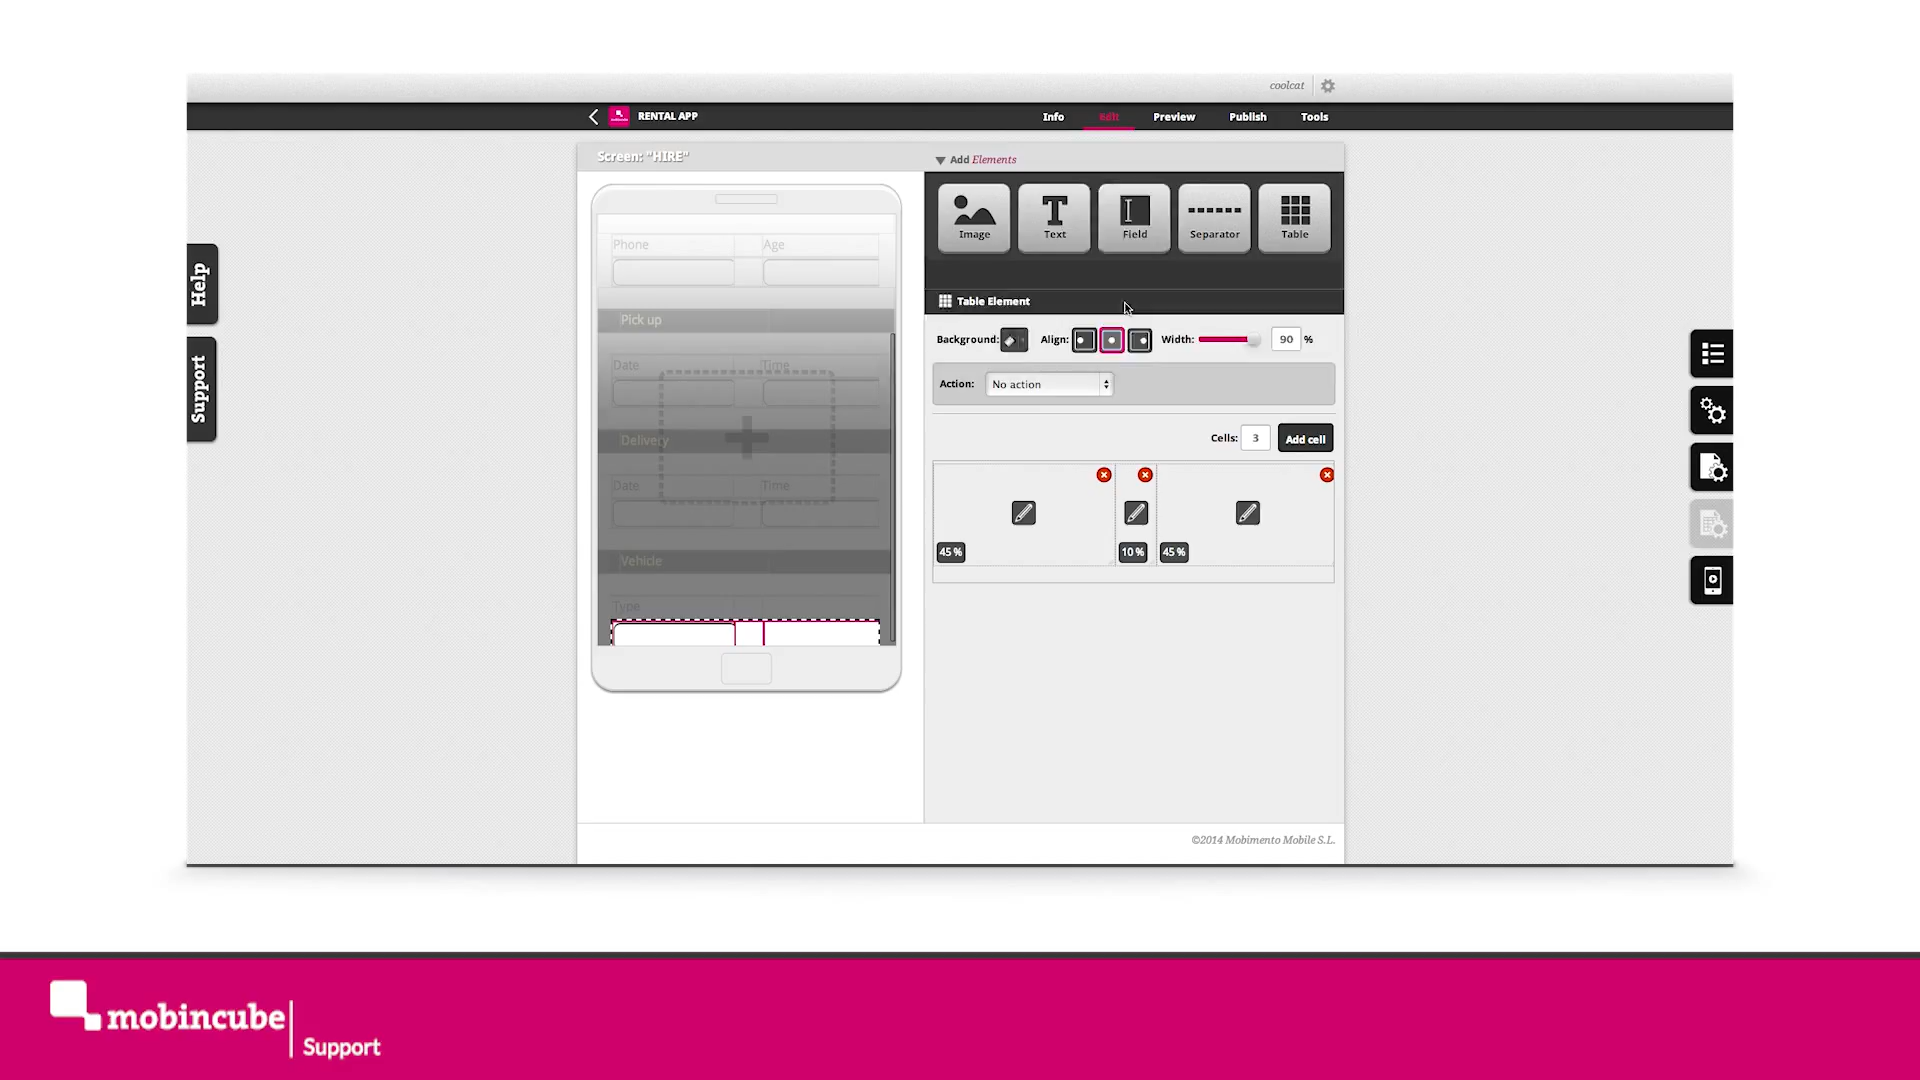 coolcat
RENTAL APP
Info
Edit
Preview
Publish
Tools
Screen: "HIRE"
Add Elements
Image
Text
Field
Separator
Table
Help
Support
Phone
Age
Pick up
Date
Time
Delivery
Date
Time
Vehicle
Type
Table Element
Background:
Align:
Width:
90 %
Action:
No action
Cells: 3
Add cell
45 %
10 %
45 %
©2014 Mobimento Mobile S.L.
mobincube
Support